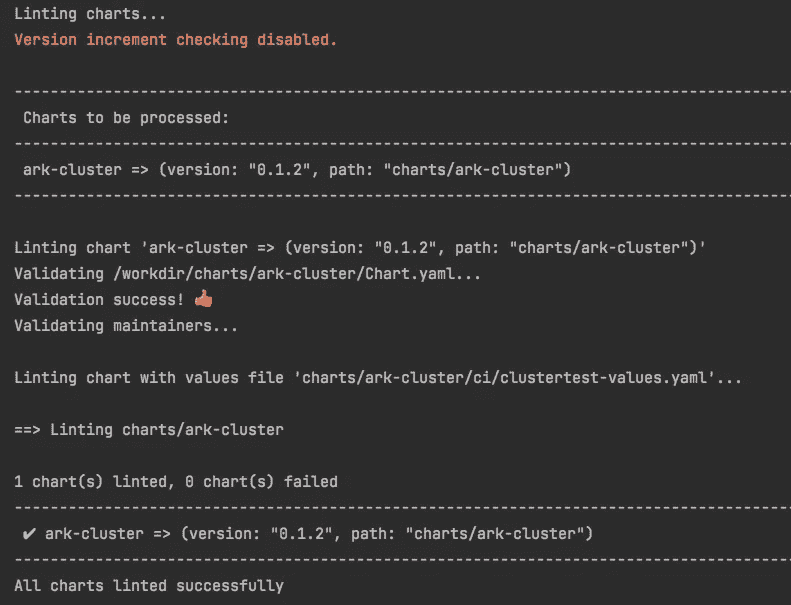 Linting charts...
Version increment checking disabled.
--------------------------------------------------------------------------------------
Charts to be processed:
--------------------------------------------------------------------------------------
ark-cluster => (version: "0.1.2", path: "charts/ark-cluster")
--------------------------------------------------------------------------------------
Linting chart 'ark-cluster => (version: "0.1.2", path: "charts/ark-cluster")'
Validating /workdir/charts/ark-cluster/Chart.yaml...
Validation success! 👍
Validating maintainers...
Linting chart with values file 'charts/ark-cluster/ci/clustertest-values.yaml'...
==> Linting charts/ark-cluster
1 chart(s) linted, 0 chart(s) failed
--------------------------------------------------------------------------------------
✔ ark-cluster => (version: "0.1.2", path: "charts/ark-cluster")
--------------------------------------------------------------------------------------
All charts linted successfully